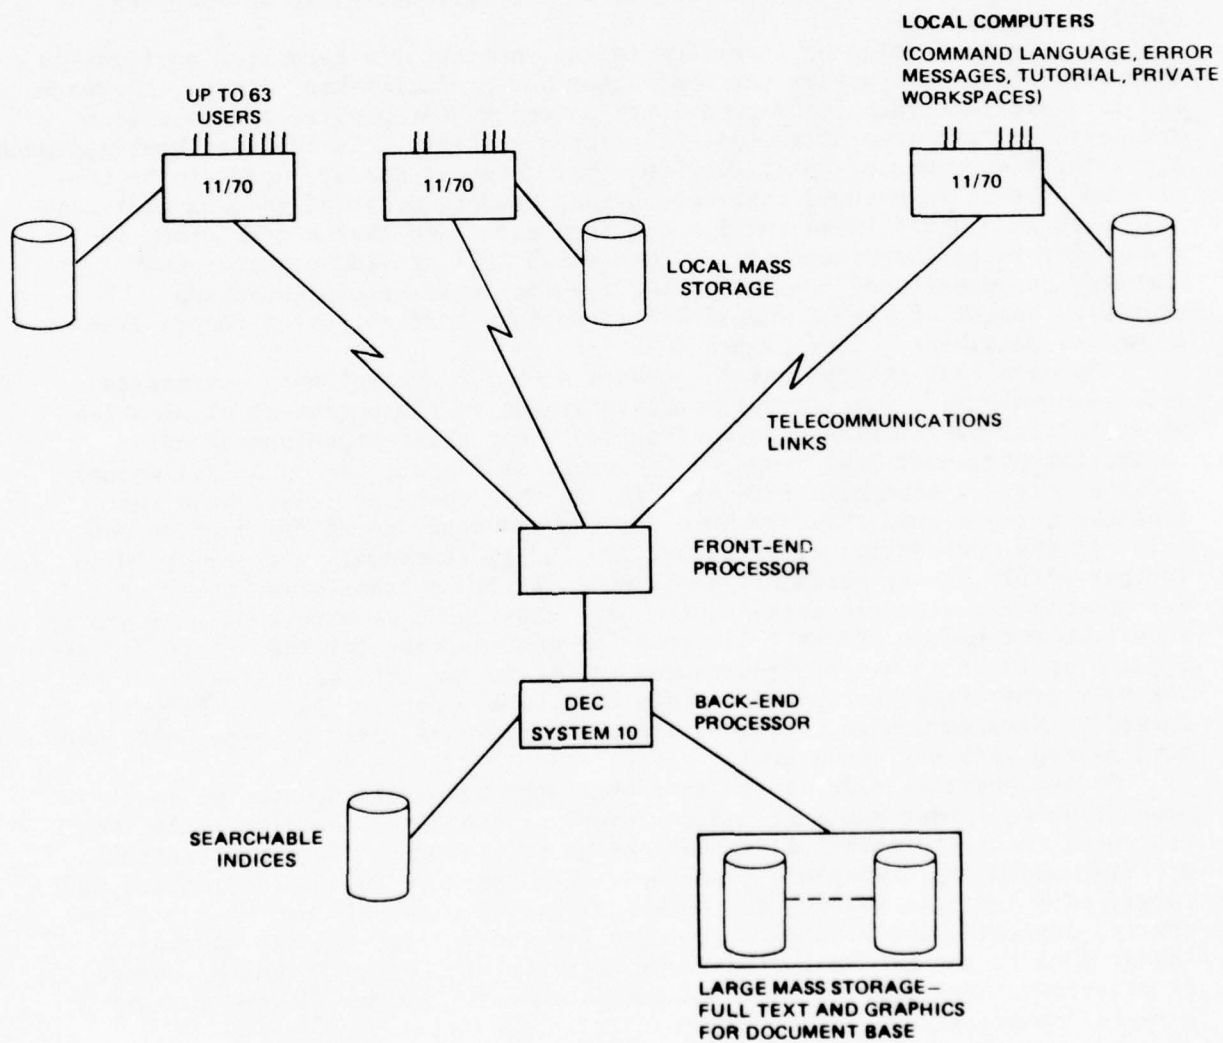 LOCAL COMPUTERS
(COMMAND LANGUAGE, ERROR
MESSAGES, TUTORIAL, PRIVATE
WORKSPACES)
UP TO 63
USERS
11/70
11/70
11/70
LOCAL MASS
STORAGE
TELECOMMUNICATIONS
LINKS
FRONT-END
PROCESSOR
DEC
SYSTEM 10
BACK-END
PROCESSOR
SEARCHABLE
INDICES
LARGE MASS STORAGE—
FULL TEXT AND GRAPHICS
FOR DOCUMENT BASE